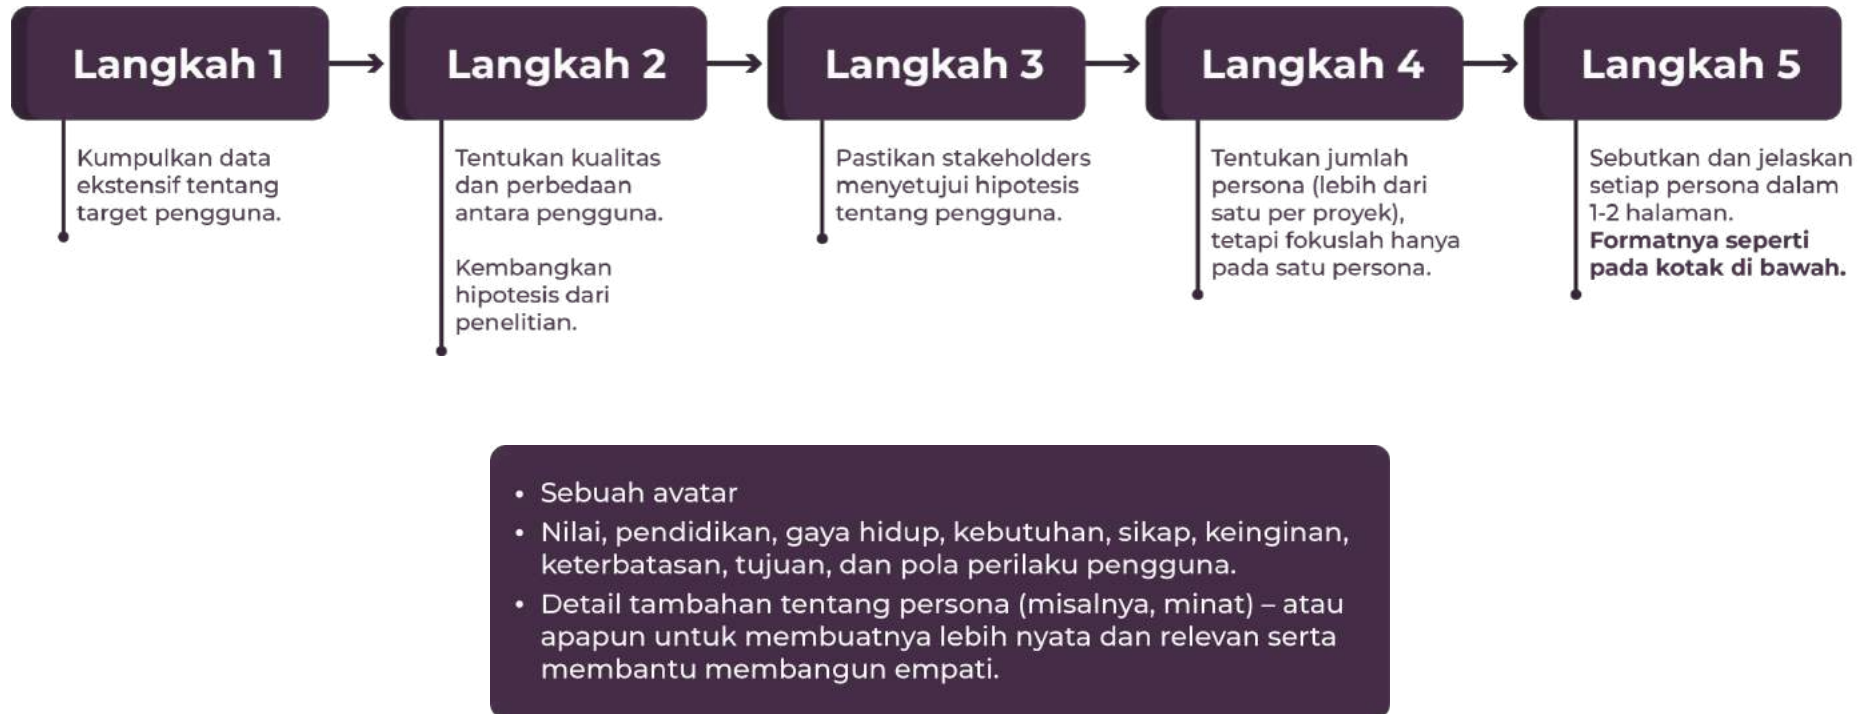 Langkah 1
Kumpulkan data
ekstensif tentang
target pengguna.
Langkah 2
Tentukan kualitas
dan perbedaan
antara pengguna.
Kembangkan
hipotesis dari
penelitian.
Langkah 3
Pastikan stakeholders
menyetujui hipotesis
tentang pengguna.
Langkah 4
Tentukan jumlah
persona (lebih dari
satu per proyek),
tetapi fokuslah hanya
pada satu persona.
Langkah 5
Sebutkan dan jelaskan
setiap persona dalam
1-2 halaman.
Formatnya seperti
pada kotak di bawah.
• Sebuah avatar
• Nilai, pendidikan, gaya hidup, kebutuhan, sikap, keinginan,
keterbatasan, tujuan, dan pola perilaku pengguna.
• Detail tambahan tentang persona (misalnya, minat) – atau
apapun untuk membuatnya lebih nyata dan relevan serta
membantu membangun empati.